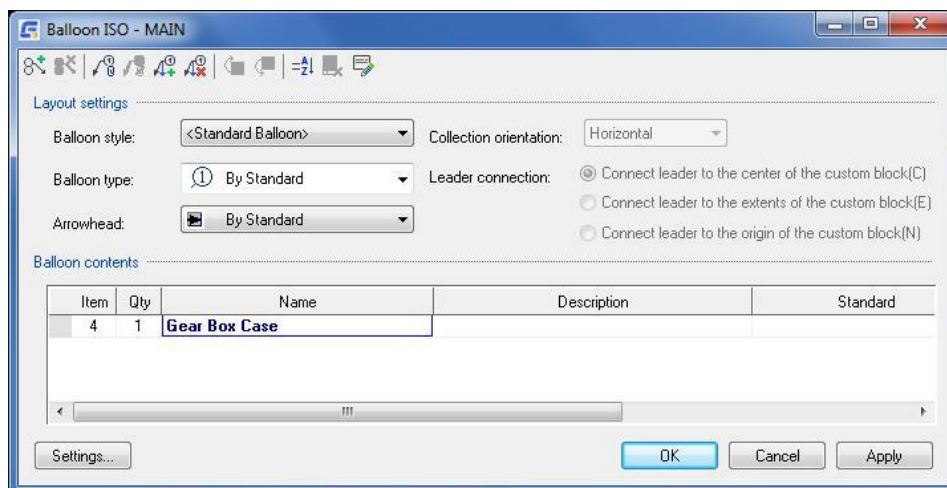 Balloon ISO - MAIN
Layout settings
Balloon style: <Standard Balloon> Collection orientation: Horizontal
Balloon type: 1 By Standard Leader connection: Connect leader to the center of the custom block(C)
Connect leader to the extents of the custom block(E)
Arrowhead: By Standard
Connect leader to the origin of the custom block(N)
Balloon contents
Item Qty Name Description Standard
4 1 Gear Box Case
Settings... OK Cancel Apply